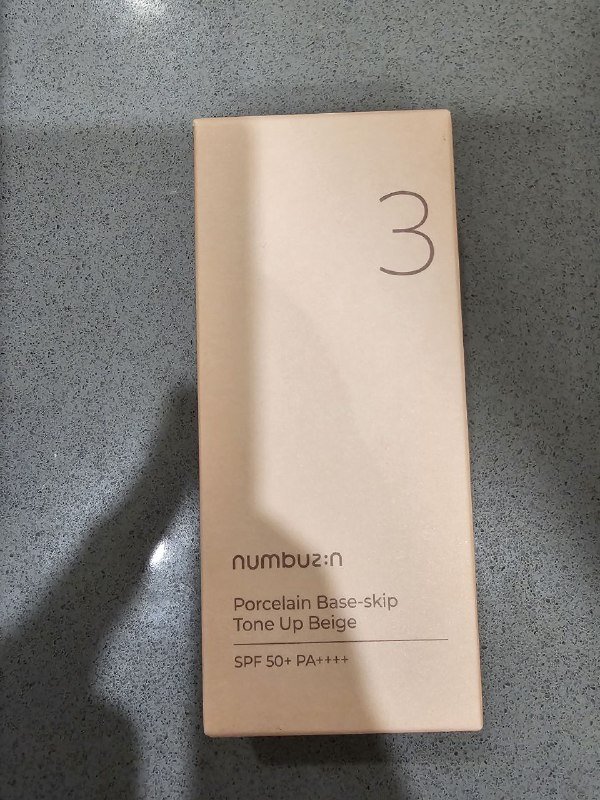 3
numbuz:n
Porcelain Base-skip
Tone Up Beige
SPF 50+ PA++++